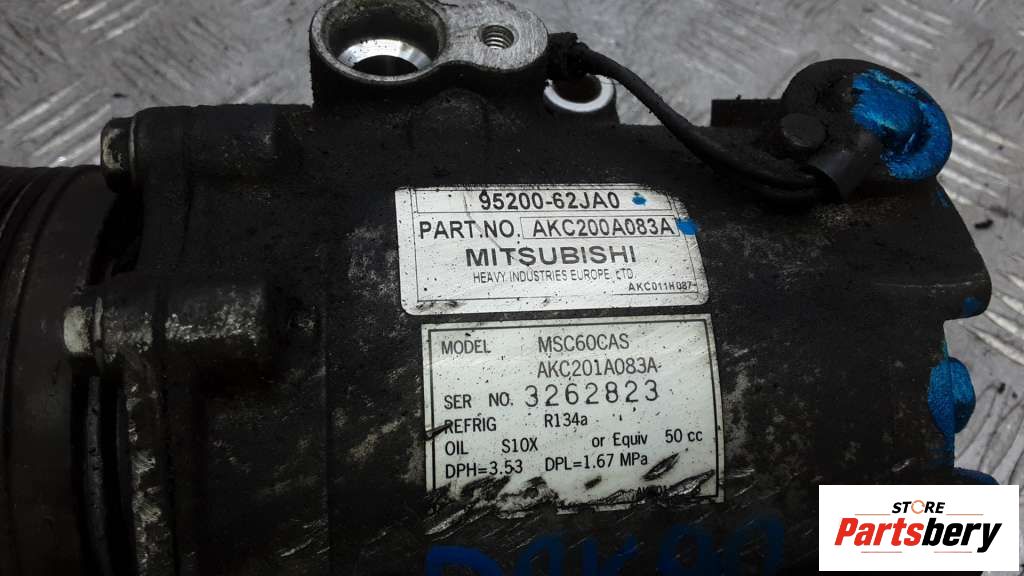 95200-62JA0
PART NO. AKC200A083A
MITSUBISHI
HEAVY INDUSTRIES EUROPE, LTD.
AKC011H087
MODEL MSC60CAS
AKC201A083A
SER NO. 3262823
REFRIG R134a
OIL S10X or Equiv 50 cc
DPH=3.53 DPL=1.67 MPa
STORE
Partsbery